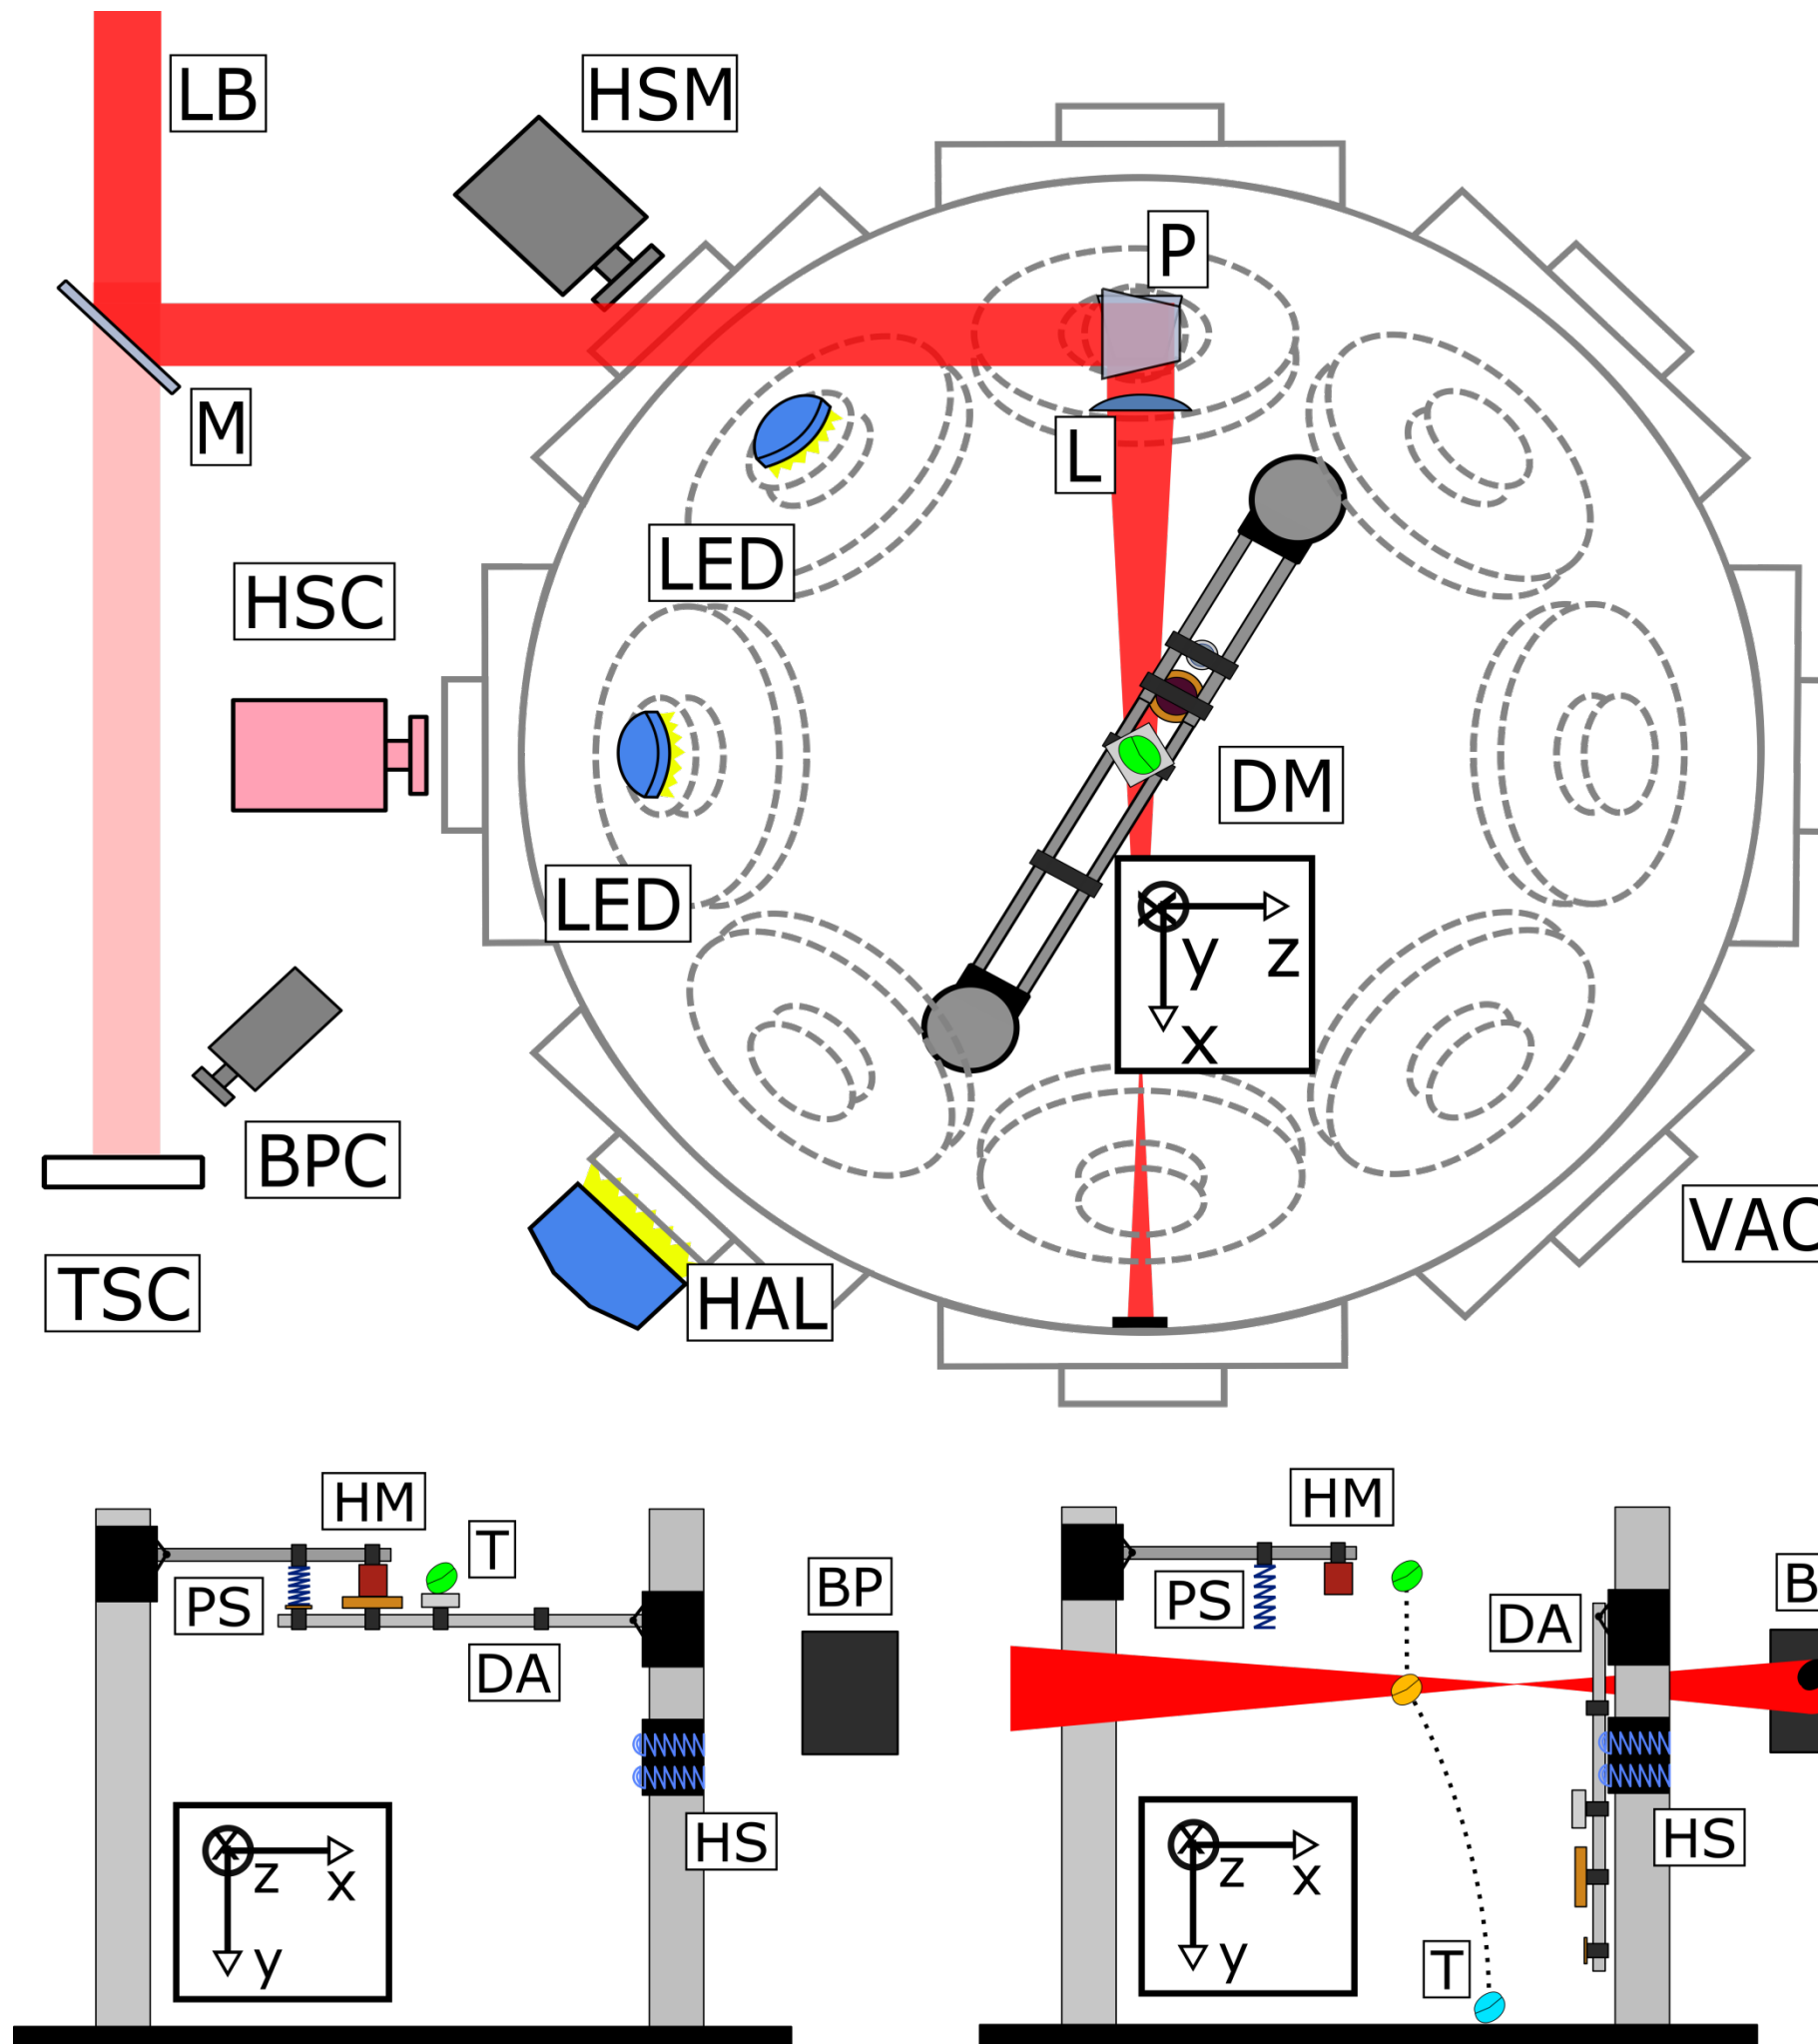 LB
HSM
P
M
L
LED
HSC
DM
LED
y z
x
BPC
VAC
TSC
HAL
HM
T
PS
BP
DA
HS
z x
y
HM
PS
DA
B
HS
z x
y
T